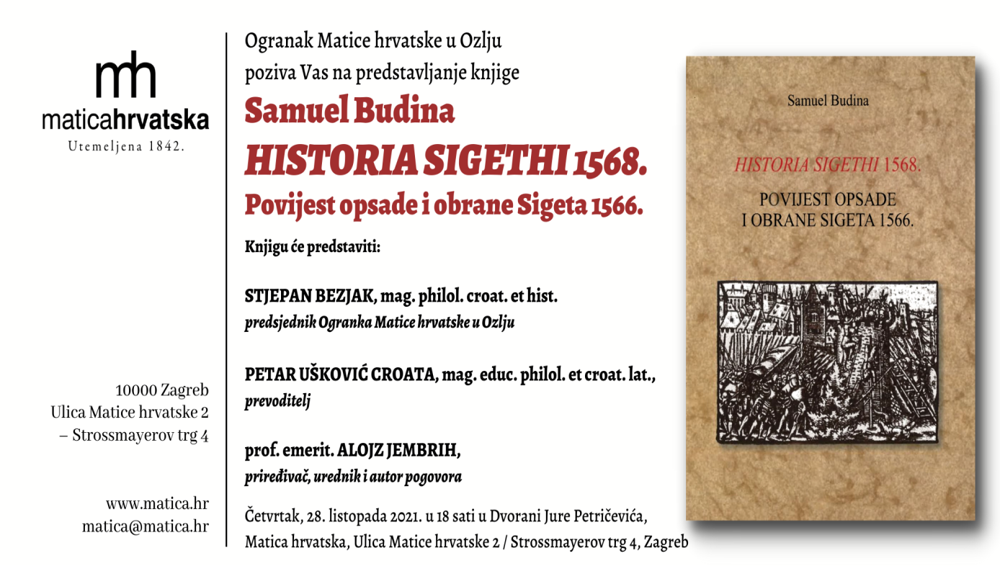 mh
maticahrvatska
Utemeljena 1842.
10000 Zagreb
Ulica Matice hrvatske 2
– Strossmayerov trg 4
www.matica.hr
matica@matica.hr
Ogranak Matice hrvatske u Ozlju
poziva Vas na predstavljanje knjige
Samuel Budina
HISTORIA SIGETHI 1568.
Povijest opsade i obrane Sigeta 1566.
Knjigu će predstaviti:
STJEPAN BEZJAK, mag. philol. croat. et hist.
predsjednik Ogranka Matice hrvatske u Ozlju
PETAR UŠKOVIĆ CROATA, mag. educ. philol. et croat. lat.,
prevoditelj
prof. emerit. ALOJZ JEMBRIH,
priređivač, urednik i autor pogovora
Četvrtak, 28. listopada 2021. u 18 sati u Dvorani Jure Petričevića,
Matica hrvatska, Ulica Matice hrvatske 2 / Strossmayerov trg 4, Zagreb
Samuel Budina
HISTORIA SIGETHI 1568.
POVIJEST OPSADE
I OBRANE SIGETA 1566.